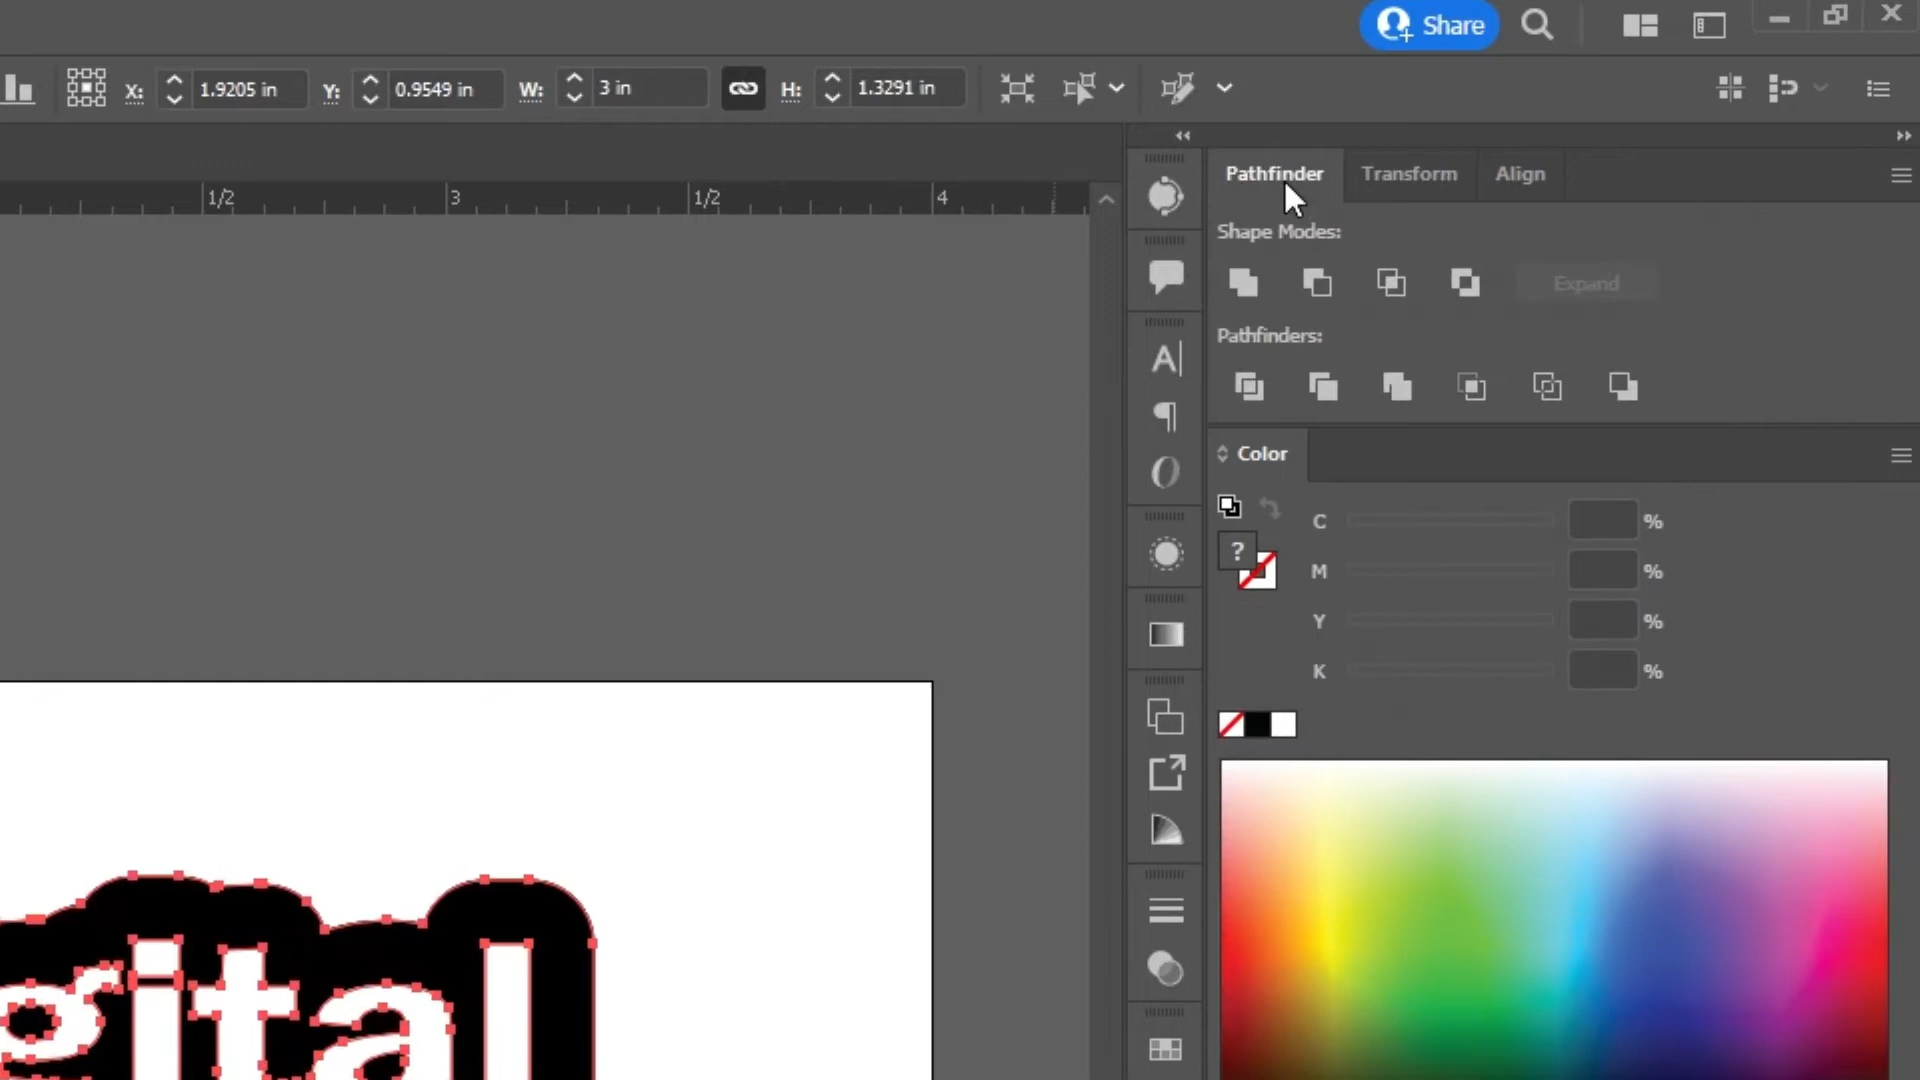 Share
X: 1.9205 in Y: 0.9549 in W: 3 in H: 1.3291 in
Pathfinder Transform Align
1/2 3 1/2 4
Shape Modes:
Expand
Pathfinders:
Color
C %
? M %
Y %
K %
gital